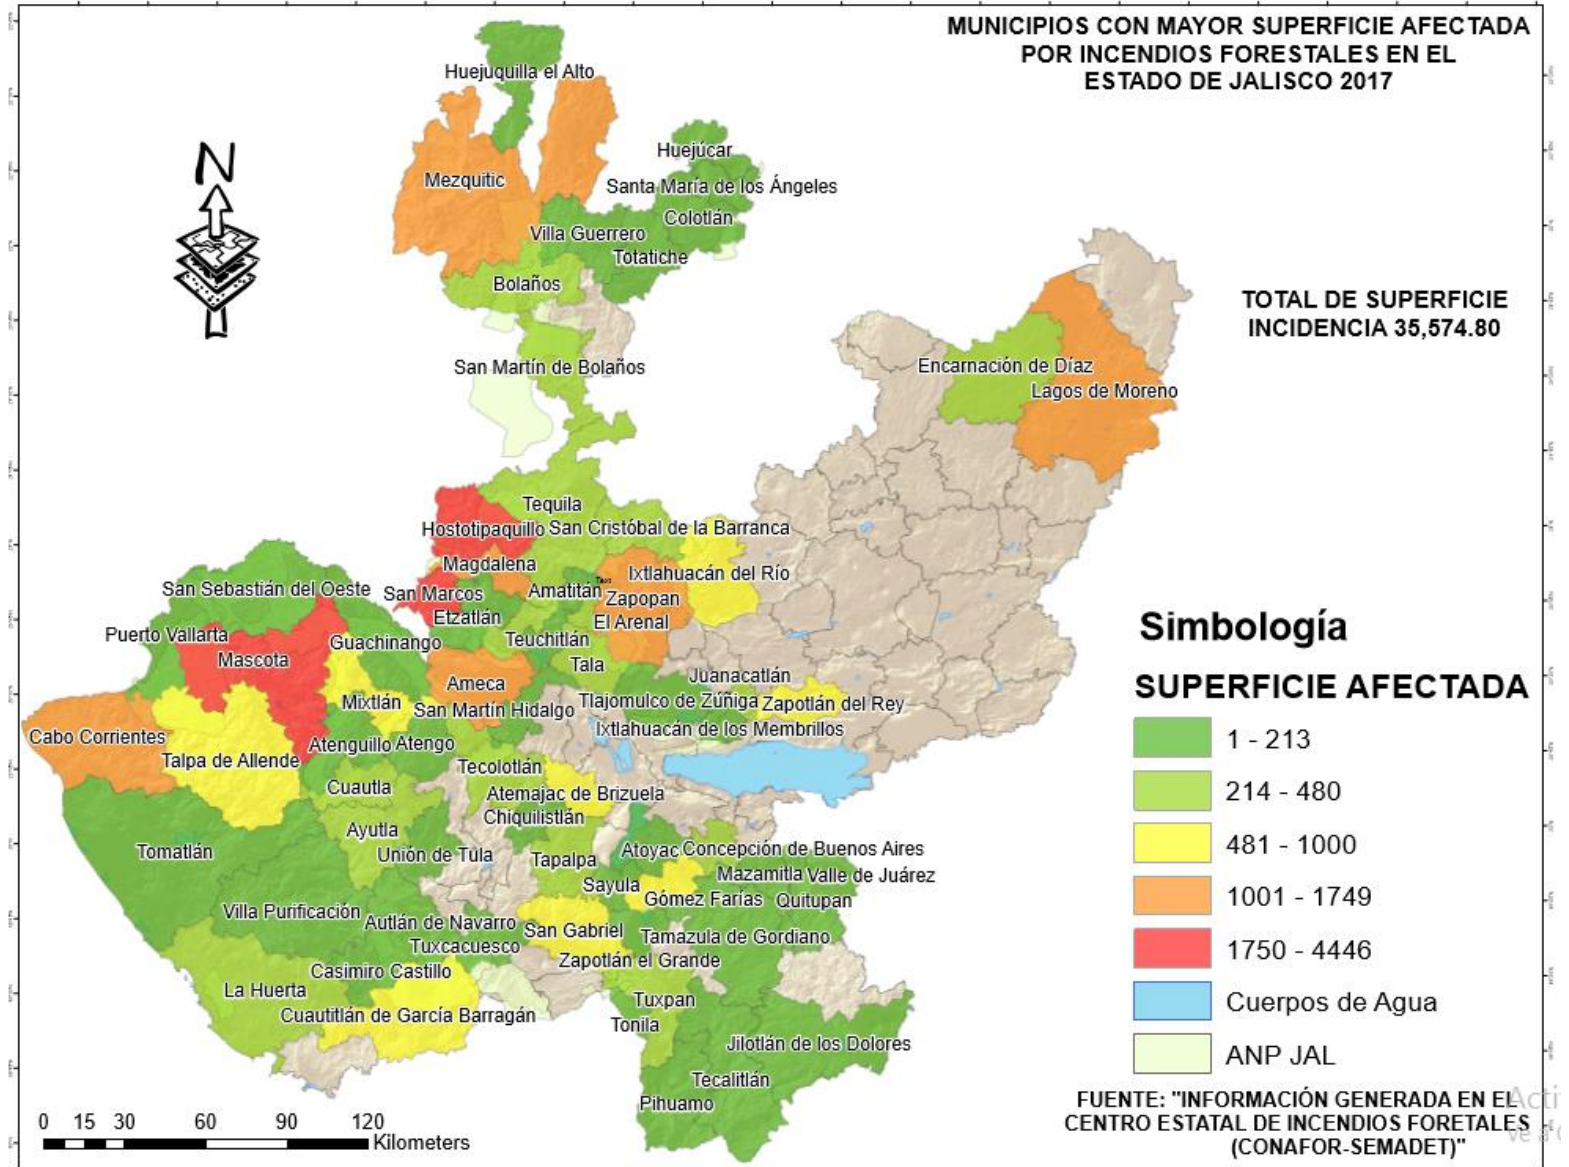 MUNICIPIOS CON MAYOR SUPERFICIE AFECTADA
POR INCENDIOS FORESTALES EN EL
ESTADO DE JALISCO 2017
Huejuquilla el Alto
N
Huejúcar
Mezquitic
Santa María de los Ángeles
Colotlán
Villa Guerrero
Totatiche
Bolaños
TOTAL DE SUPERFICIE
INCIDENCIA 35,574.80
San Martín de Bolaños
Encarnación de Díaz
Lagos de Moreno
Tequila
Hostotipaquillo
San Cristóbal de la Barranca
Magdalena
Ixtlahuacán del Río
San Sebastián del Oeste
San Marcos
Amatitán
Text
Zapopan
Etzatlán
El Arenal
Puerto Vallarta
Guachinango
Teuchitlán
Mascota
Tala
Juanacatlán
Ameca
Mixtlán
San Martín Hidalgo
Tlajomulco de Zúñiga
Zapotlán del Rey
Ixtlahuacán de los Membrillos
Cabo Corrientes
Atenguillo
Atengo
Talpa de Allende
Tecolotlán
Cuautla
Atemajac de Brizuela
Chiquilistlán
Ayutla
Tomatlán
Unión de Tula
Tapalpa
Atoyac
Concepción de Buenos Aires
Mazamitla
Valle de Juárez
Sayula
Gómez Farías
Quitupan
Villa Purificación
Autlán de Navarro
San Gabriel
Tamazula de Gordiano
Tuxcacuesco
Zapotlán el Grande
Casimiro Castillo
La Huerta
Tuxpan
Cuautitlán de García Barragán
Tonila
Jilotlán de los Dolores
Tecalitlán
Pihuamo
Simbología
SUPERFICIE AFECTADA
1 - 213
214 - 480
481 - 1000
1001 - 1749
1750 - 4446
Cuerpos de Agua
ANP JAL
FUENTE: "INFORMACIÓN GENERADA EN EL
CENTRO ESTATAL DE INCENDIOS FORETALES
(CONAFOR-SEMADET)"
0 15 30 60 90 120
Kilometers